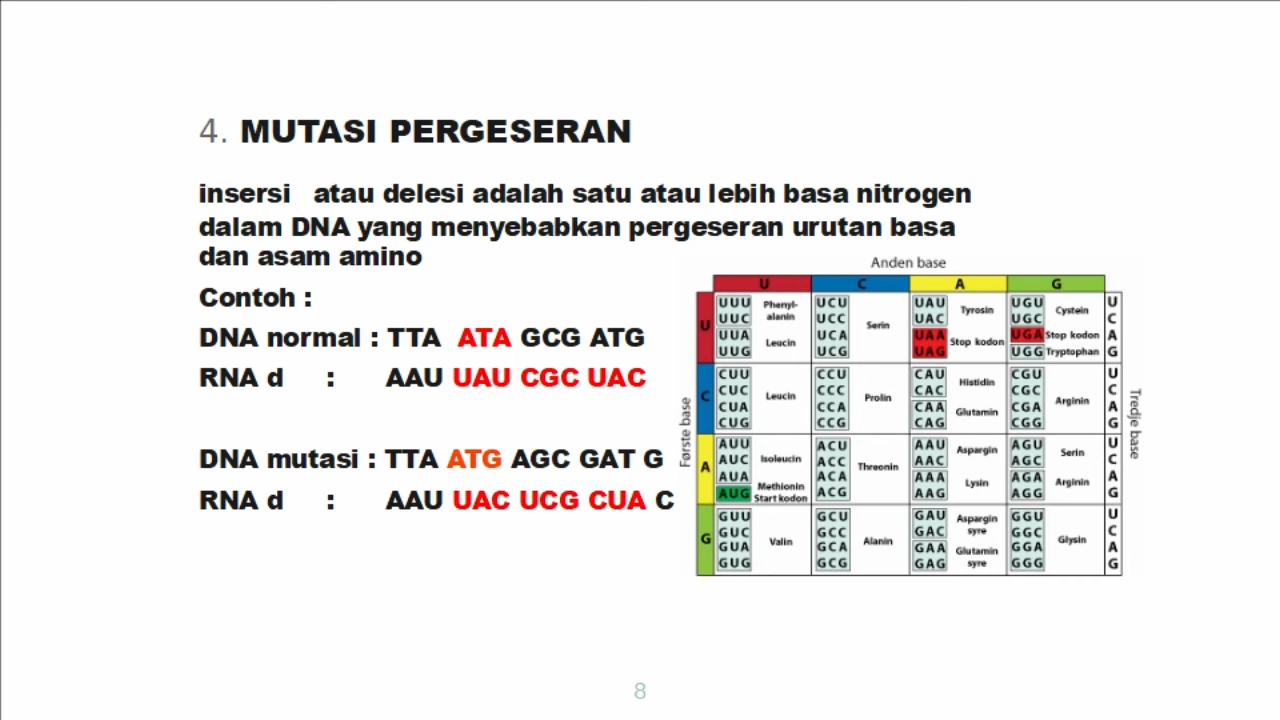 4. MUTASI PERGESERAN
insersi atau delesi adalah satu atau lebih basa nitrogen
dalam DNA yang menyebabkan pergeseran urutan basa
dan asam amino
Contoh :
DNA normal : TTA ATA GCG ATG
RNA d : AAU UAU CGC UAC
DNA mutasi : TTA ATG AGC GAT G
RNA d : AAU UAC UCG CUA C
Anden base
U C A G
Første base
U
UUU UCU UAU UGU U
UUC UCC UAC UGC C
UUA UCA UAA UGA A
UUG UCG UAG UGG G
Phenyl-
alanin
Leucin
Serin
Tyrosin
Stop kodon
Cystein
Stop kodon
Tryptophan
C
CUU CCU CAU CGU U
CUC CCC CAC CGC C
CUA CCA CAA CGA A
CUG CCG CAG CGG G
Leucin
Prolin
Histidin
Glutamin
Arginin
A
AUU ACU AAU AGU U
AUC ACC AAC AGC C
AUA ACA AAA AGA A
AUG ACG AAG AGG G
Isoleucin
Methionin
Start kodon
Threonin
Aspargin
Lysin
Serin
Arginin
G
GUU GCU GAU GGU U
GUC GCC GAC GGC C
GUA GCA GAA GGA A
GUG GCG GAG GGG G
Valin
Alanin
Aspargin
syre
Glutamin
syre
Glysin
Tredje base
8